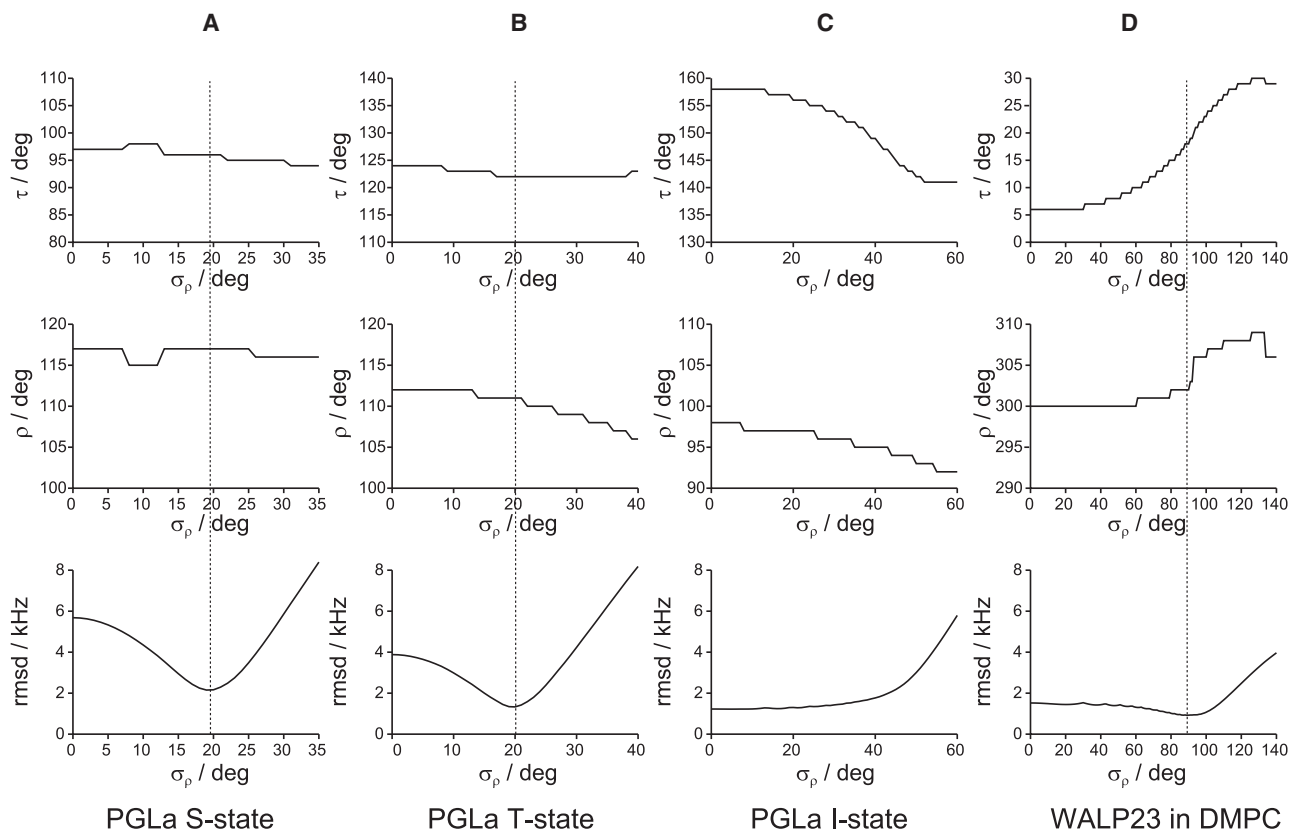 A B C D
110
105
100
95
90
85
80
τ / deg
0 5 10 15 20 25 30 35
σρ / deg
140
135
130
125
120
115
110
τ / deg
0 10 20 30 40
σρ / deg
160
155
150
145
140
135
130
τ / deg
0 20 40 60
σρ / deg
30
25
20
15
10
5
0
τ / deg
0 20 40 60 80 100 120 140
σρ / deg
120
115
110
105
100
ρ / deg
0 5 10 15 20 25 30 35
σρ / deg
120
115
110
105
100
ρ / deg
0 10 20 30 40
σρ / deg
110
105
100
95
90
ρ / deg
0 20 40 60
σρ / deg
310
305
300
295
290
ρ / deg
0 20 40 60 80 100 120 140
σρ / deg
8
6
4
2
0
rmsd / kHz
0 5 10 15 20 25 30 35
σρ / deg
8
6
4
2
0
rmsd / kHz
0 10 20 30 40
σρ / deg
8
6
4
2
0
rmsd / kHz
0 20 40 60
σρ / deg
8
6
4
2
0
rmsd / kHz
0 20 40 60 80 100 120 140
σρ / deg
PGLa S-state PGLa T-state PGLa I-state WALP23 in DMPC